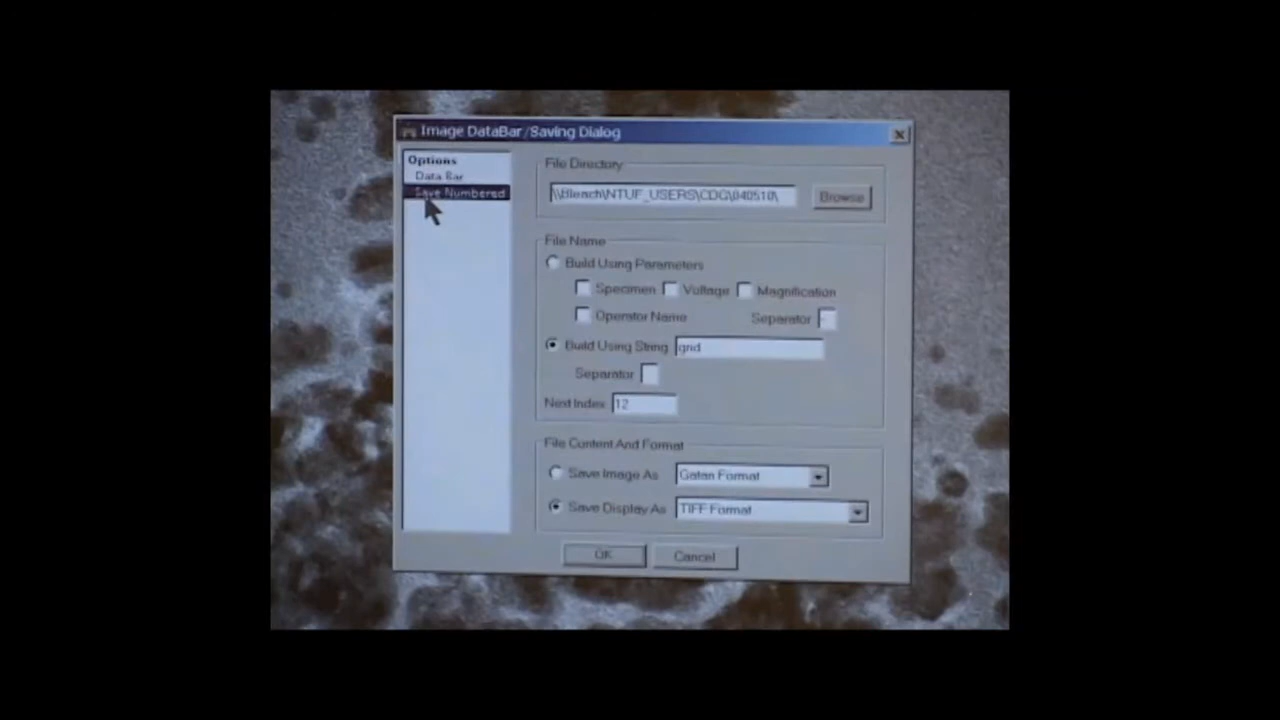 Image DataBar/Saving Dialog
Options
Data Bar
Save Numbered
File Directory
\\Bleach\NTUF_USERS\CDG\040510\
Browse
File Name
Build Using Parameters
Specimen Voltage Magnification
Operator Name Separator -
Build Using String grid
Separator
Next Index 12
File Content And Format
Save Image As Gatan Format
Save Display As TIFF Format
OK Cancel